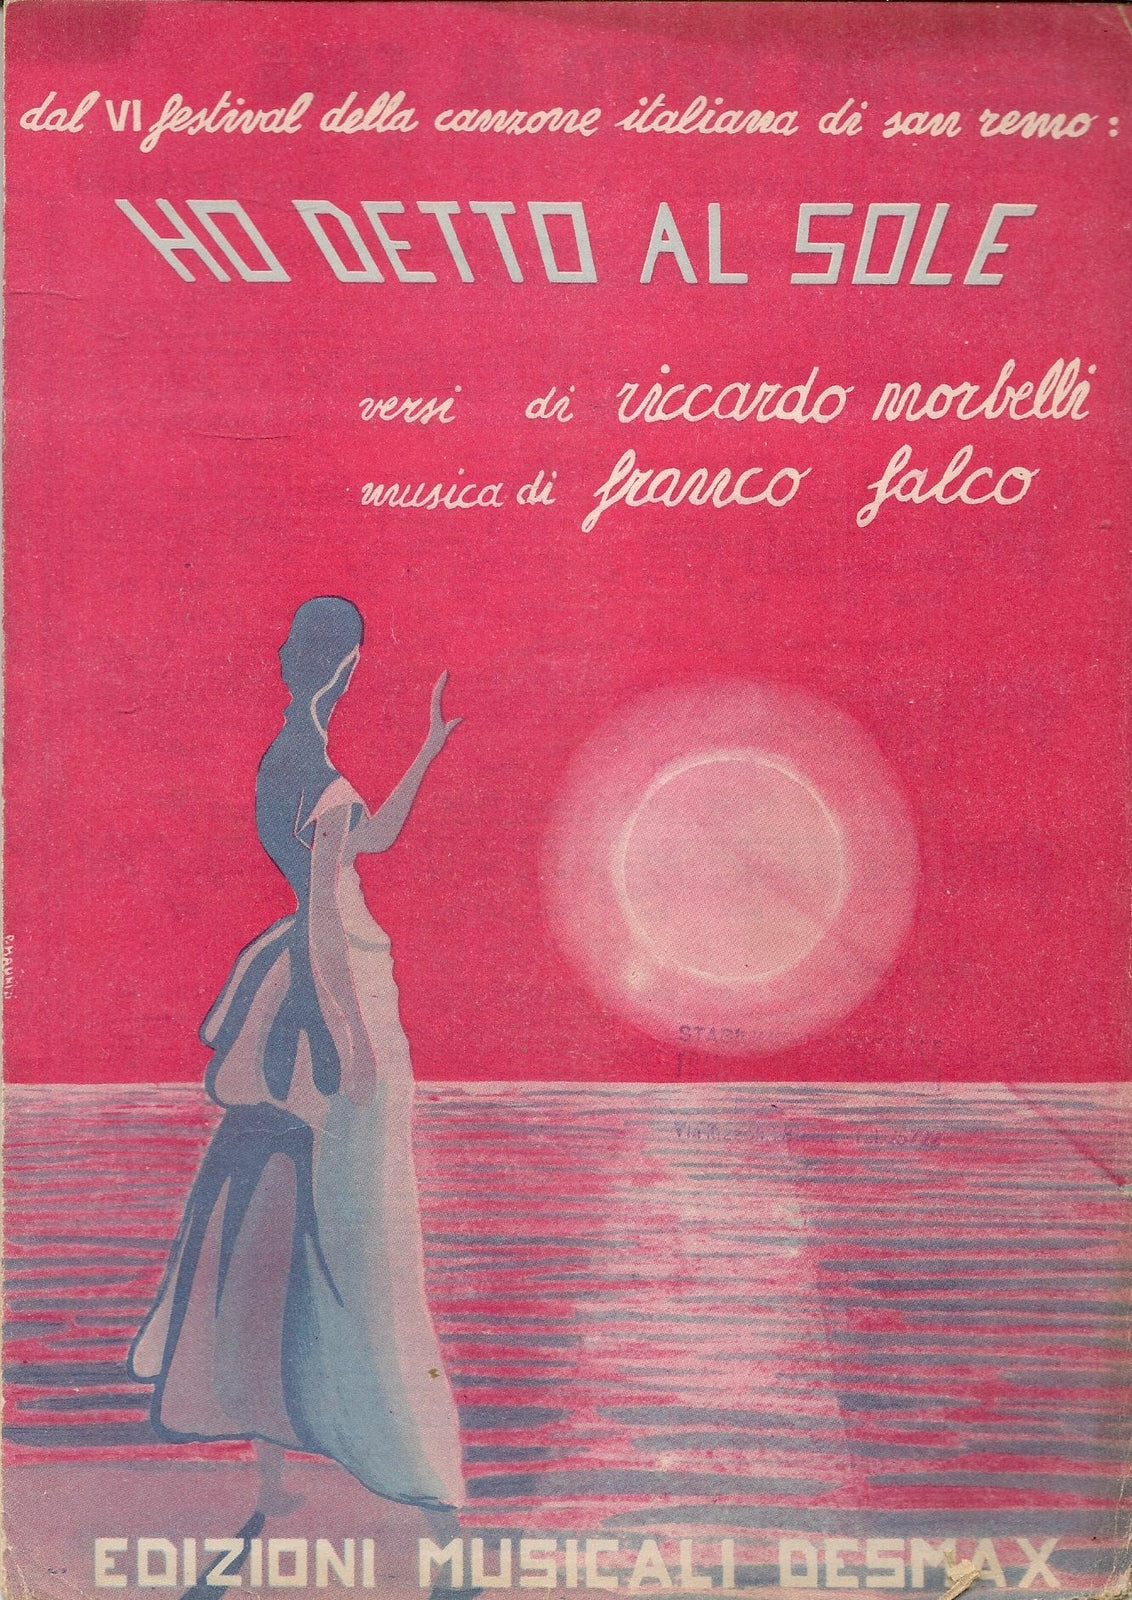 dal VI festival della canzone italiana di san remo:
HO DETTO AL SOLE
versi di riccardo morbelli
musica di franco falco
EDIZIONI MUSICALI DESMAX